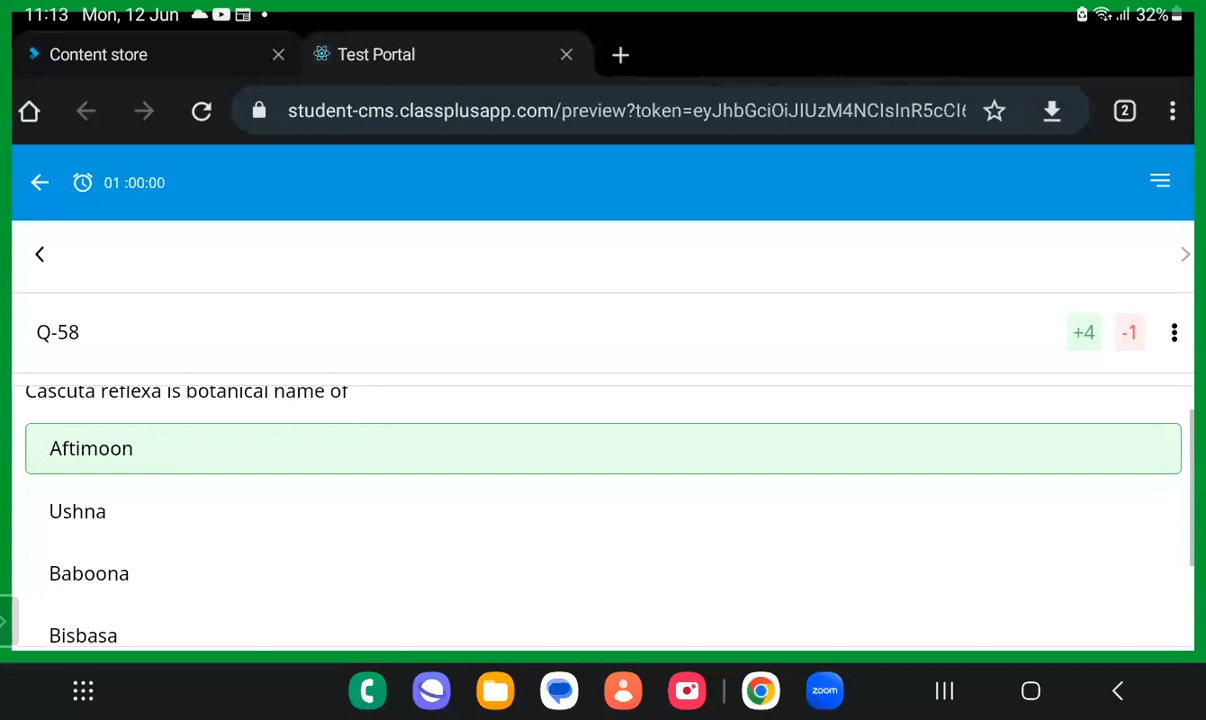 11:13 Mon, 12 Jun
32%
Content store
Test Portal
student-cms.classplusapp.com/preview?token=eyJhbGciOiJIUzM4NCIsInR5cCI6
2
01 :00:00
Q-58
+4 -1
Cascuta reflexa is botanical name of
Aftimoon
Ushna
Baboona
Bisbasa
zoom